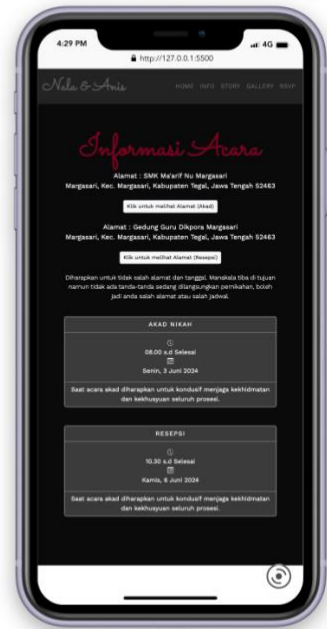 4:29 PM
4G
http://127.0.0.1:5500
Nala & Anis
HOME INFO STORY GALLERY RSVP
Informasi Acara
Alamat : SMK Ma'arif Nu Margasari
Margasari, Kec. Margasari, Kabupaten Tegal, Jawa Tengah 52463
Klik untuk melihat Alamat (Akad)
Alamat : Gedung Guru Dikpora Margasari
Margasari, Kec. Margasari, Kabupaten Tegal, Jawa Tengah 52463
Klik untuk melihat Alamat (Resepsi)
Diharapkan untuk tidak salah alamat dan tanggal. Manakala tiba di tujuan
namun tidak ada tanda-tanda sedang dilangsungkan pernikahan, boleh
jadi anda salah alamat atau salah jadwal.
AKAD NIKAH
08.00 s.d Selesai
Senin, 3 Juni 2024
Saat acara akad diharapkan untuk kondusif menjaga kekhidmatan
dan kekhusyuan seluruh prosesi.
RESEPSI
10.30 s.d Selesai
Kamis, 6 Juni 2024
Saat acara akad diharapkan untuk kondusif menjaga kekhidmatan
dan kekhusyuan seluruh prosesi.